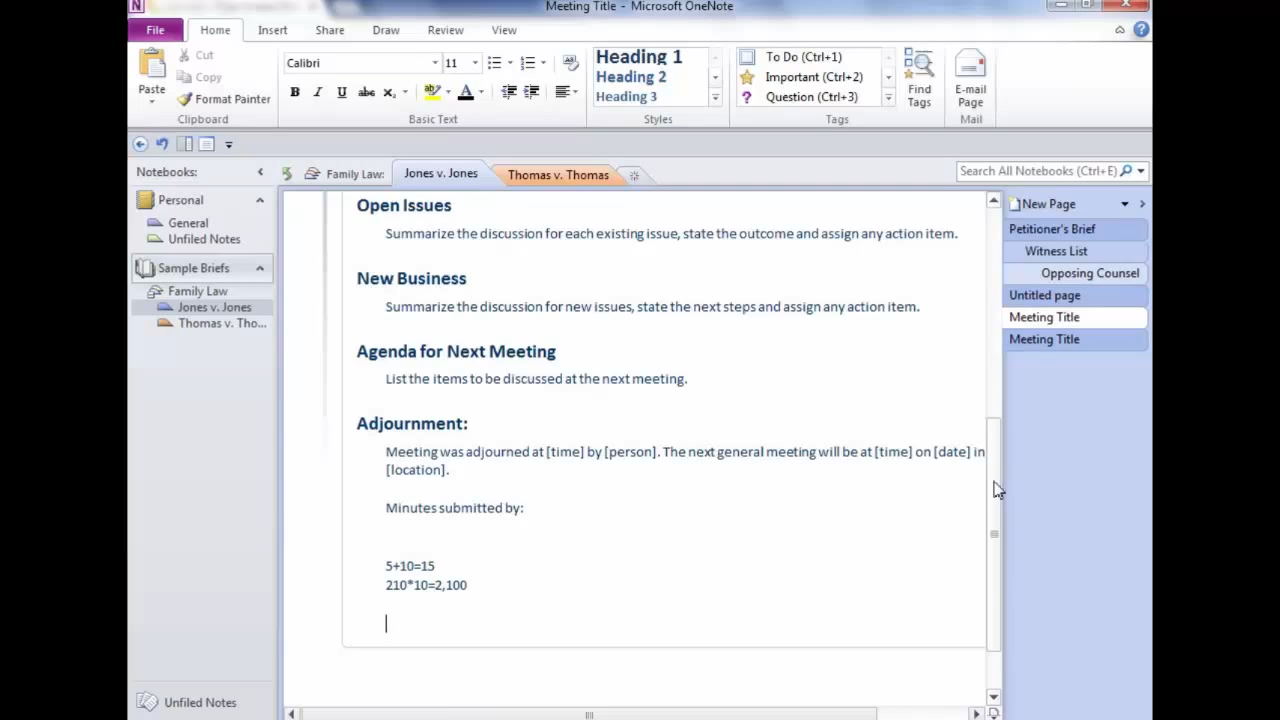 Meeting Title - Microsoft OneNote
File Home Insert Share Draw Review View
Paste
Cut
Copy
Format Painter
Clipboard
Calibri 11
B I U abc x₂ ab A
Basic Text
Heading 1
Heading 2
Heading 3
Styles
To Do (Ctrl+1)
Important (Ctrl+2)
Question (Ctrl+3)
Tags
Find
Tags
E-mail
Page
Mail
Notebooks:
Personal
General
Unfiled Notes
Sample Briefs
Family Law
Jones v. Jones
Thomas v. Tho...
Unfiled Notes
Family Law: Jones v. Jones Thomas v. Thomas
Search All Notebooks (Ctrl+E)
Open Issues
Summarize the discussion for each existing issue, state the outcome and assign any action item.
New Business
Summarize the discussion for new issues, state the next steps and assign any action item.
Agenda for Next Meeting
List the items to be discussed at the next meeting.
Adjournment:
Meeting was adjourned at [time] by [person]. The next general meeting will be at [time] on [date] in
[location].
Minutes submitted by:
5+10=15
210*10=2,100
New Page
Petitioner's Brief
Witness List
Opposing Counsel
Untitled page
Meeting Title
Meeting Title